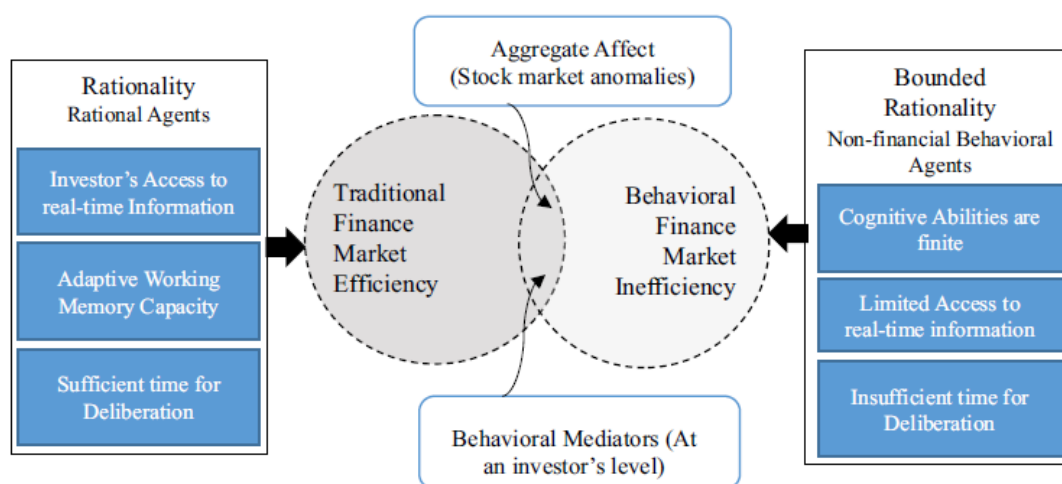 Aggregate Affect
(Stock market anomalies)
Rationality
Rational Agents
Investor's Access to
real-time Information
Adaptive Working
Memory Capacity
Sufficient time for
Deliberation
Traditional
Finance
Market
Efficiency
Behavioral
Finance
Market
Inefficiency
Bounded
Rationality
Non-financial Behavioral
Agents
Cognitive Abilities are
finite
Limited Access to
real-time information
Insufficient time for
Deliberation
Behavioral Mediators (At
an investor's level)